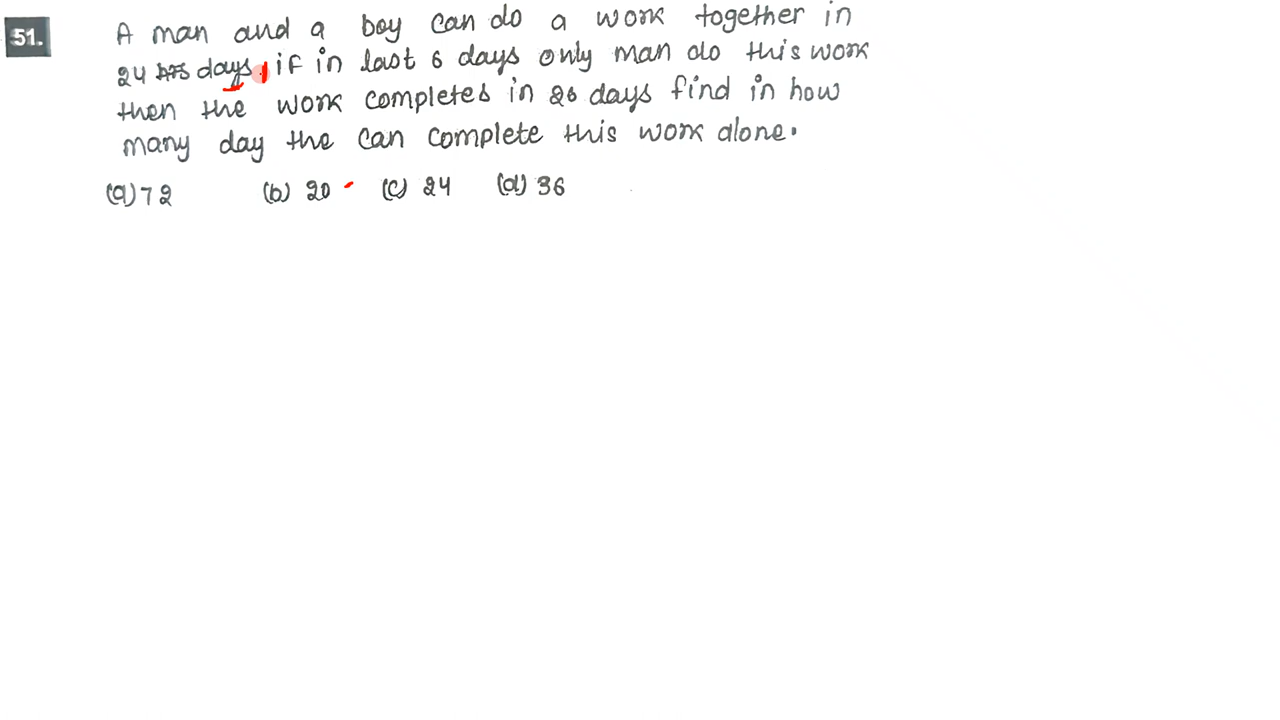 51.
A man and a boy can do a work together in
24 hrs days, if in last 6 days only man do this work
then the work completes in 26 days find in how
many day the can complete this work alone.
(a) 72 (b) 20 (c) 24 (d) 36